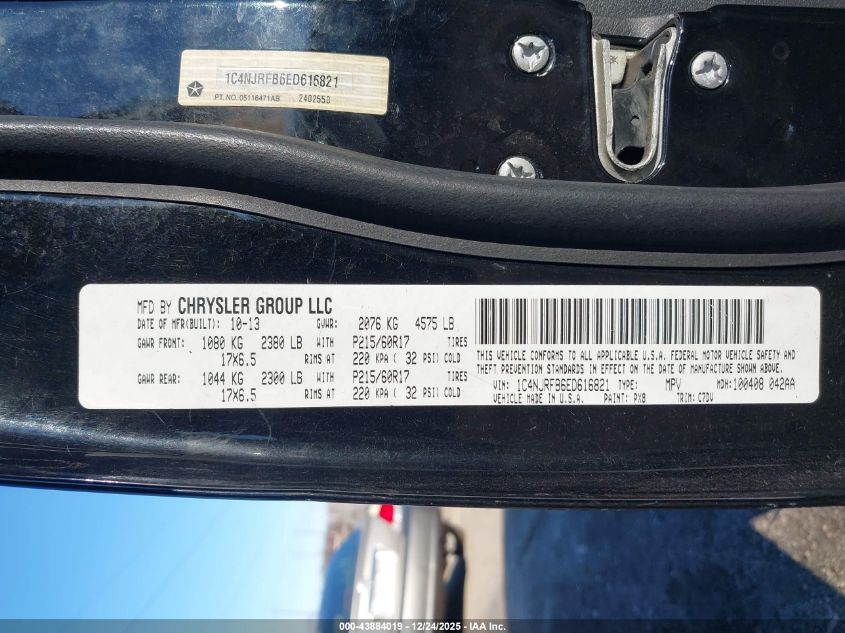 1C4NJRFB6ED616821
PT. NO. 05116471AB 2402550
MFD BY CHRYSLER GROUP LLC
DATE OF MFR(BUILT): 10-13 GVWR: 2076 KG 4575 LB
GAWR FRONT: 1080 KG 2380 LB WITH P215/60R17 TIRES
17X6.5 RIMS AT 220 KPA ( 32 PSI) COLD
GAWR REAR: 1044 KG 2300 LB WITH P215/60R17 TIRES
17X6.5 RIMS AT 220 KPA ( 32 PSI) COLD
THIS VEHICLE CONFORMS TO ALL APPLICABLE U.S.A. FEDERAL MOTOR VEHICLE SAFETY AND
THEFT PREVENTION STANDARDS IN EFFECT ON THE DATE OF MANUFACTURE SHOWN ABOVE.
VIN: 1C4NJRFB6ED616821 TYPE: MPV MDH: 100408 042AA
VEHICLE MADE IN U.S.A. PAINT: PX8 TRIM: C7DV
000-43884019 - 12/24/2025 - IAA Inc.